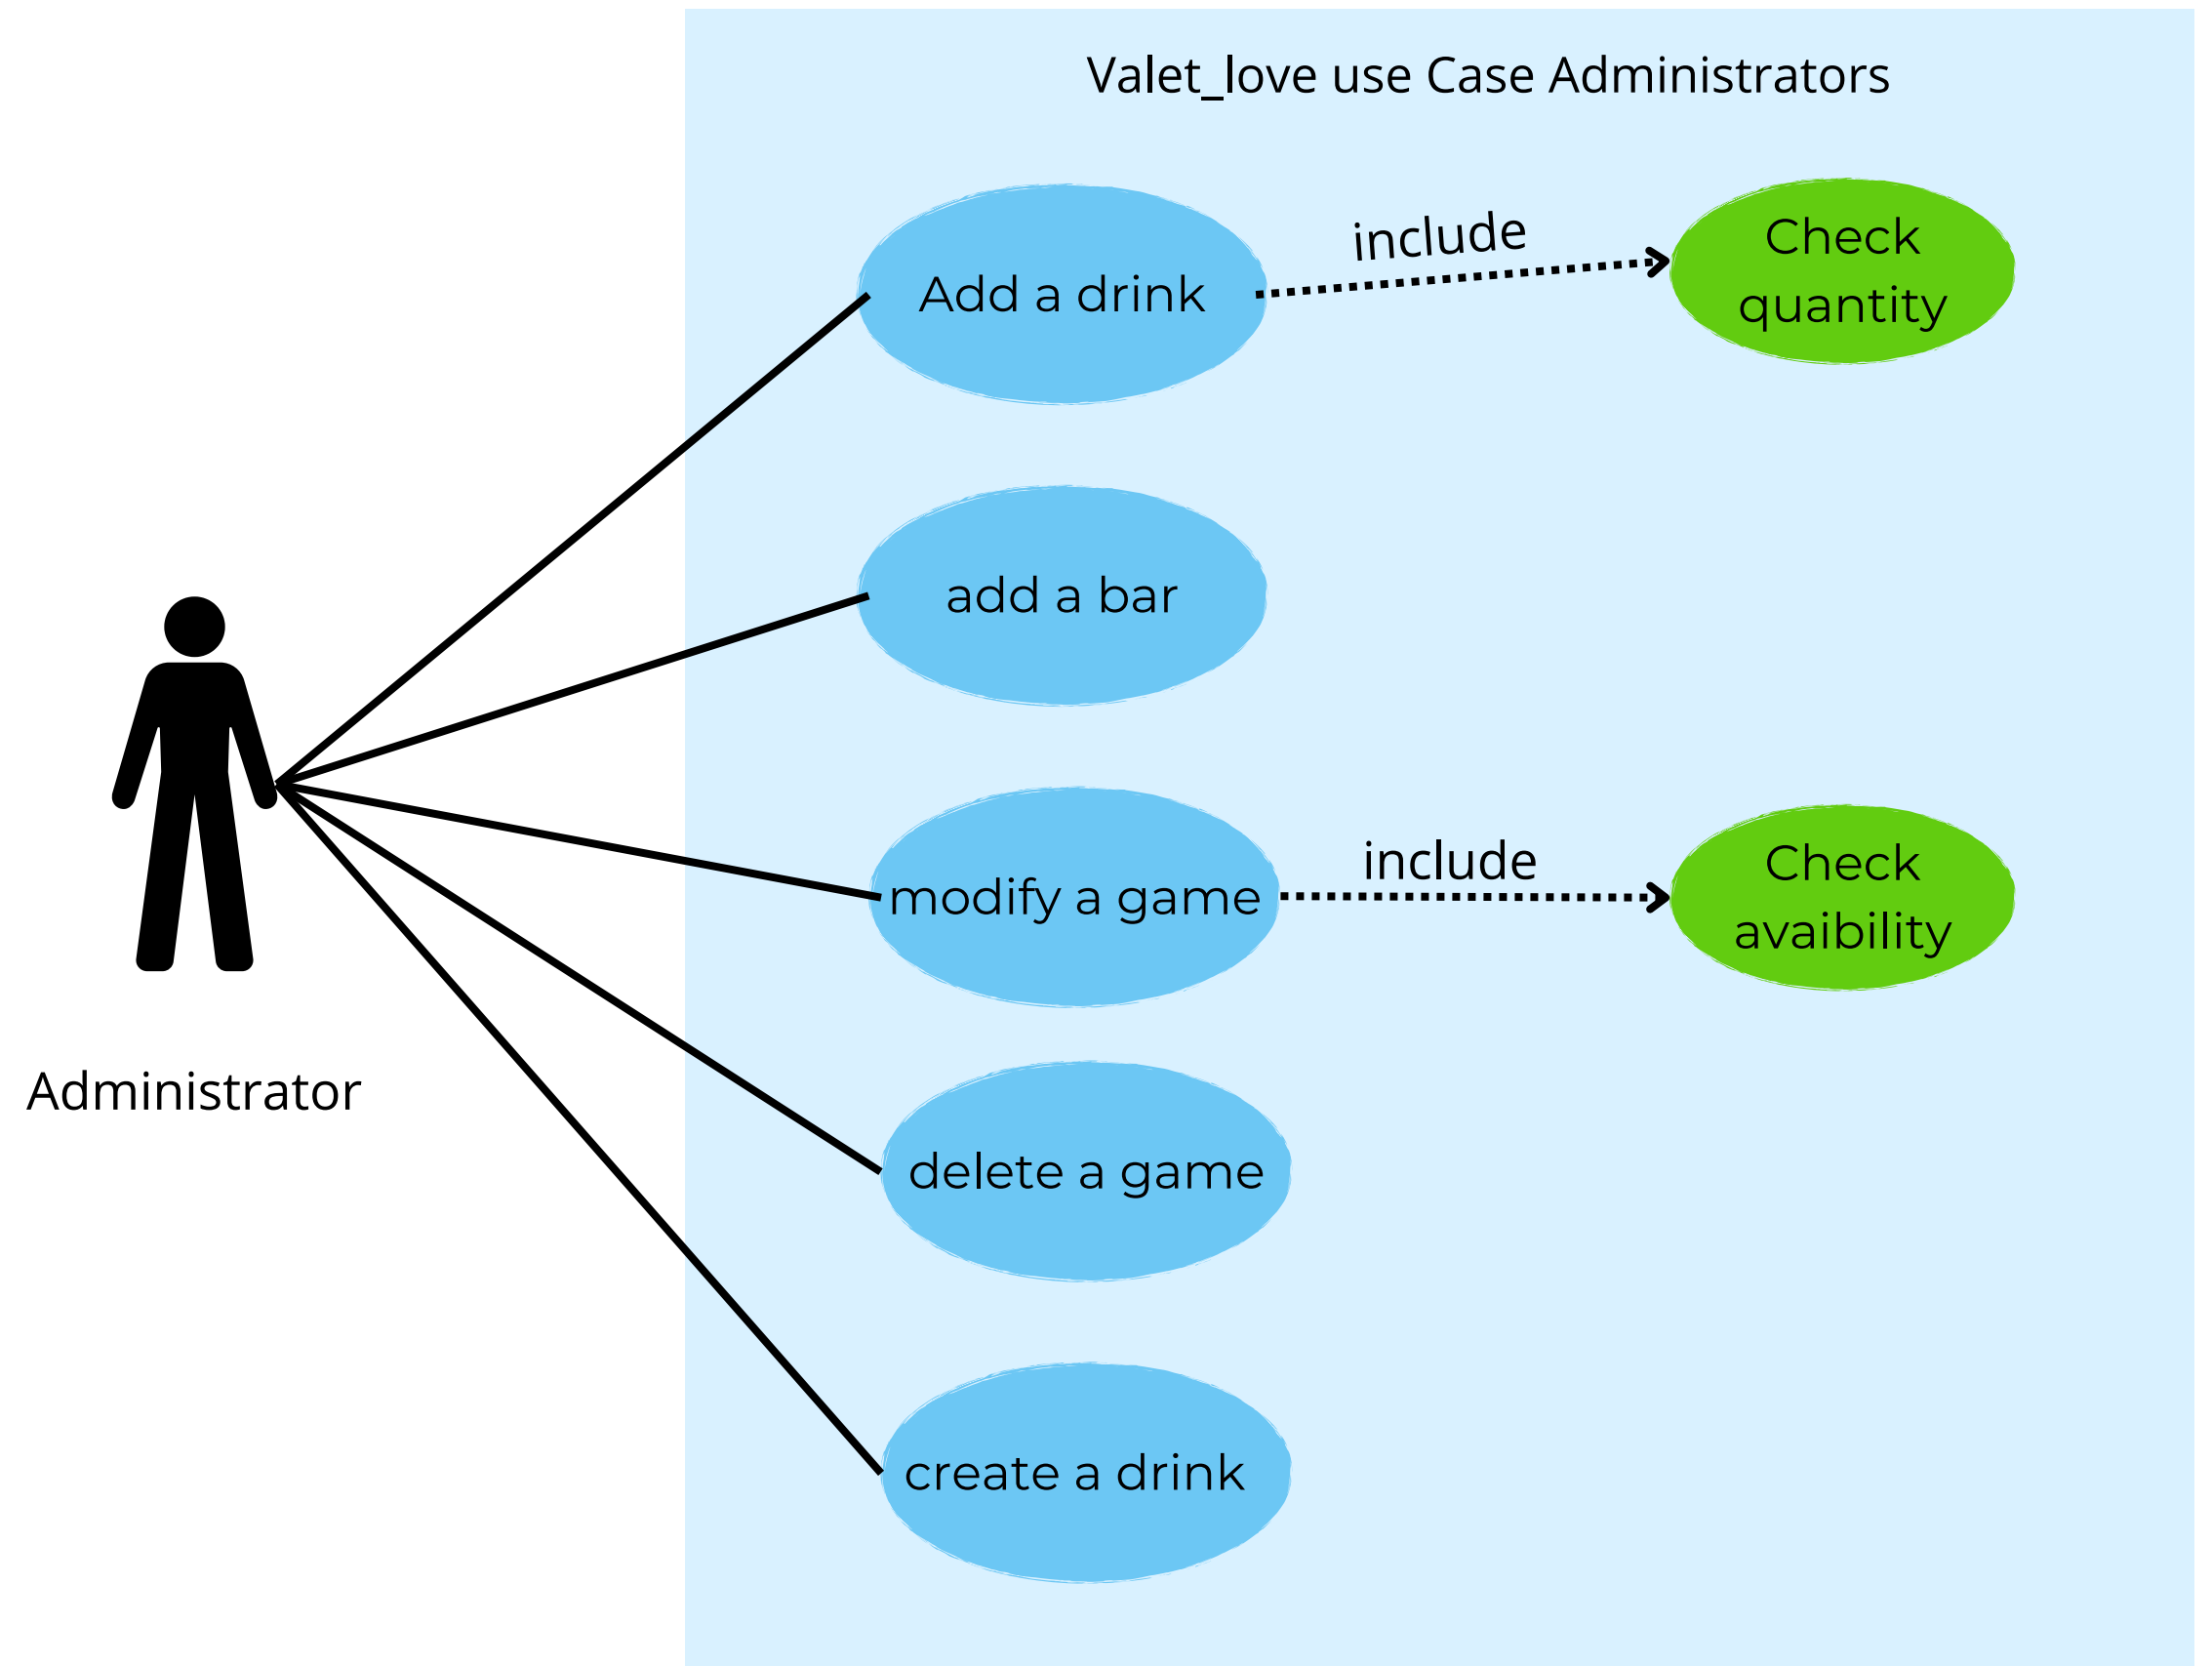 Valet_love use Case Administrators
Add a drink
include
Check
quantity
add a bar
modify a game
include
Check
avaibility
Administrator
delete a game
create a drink